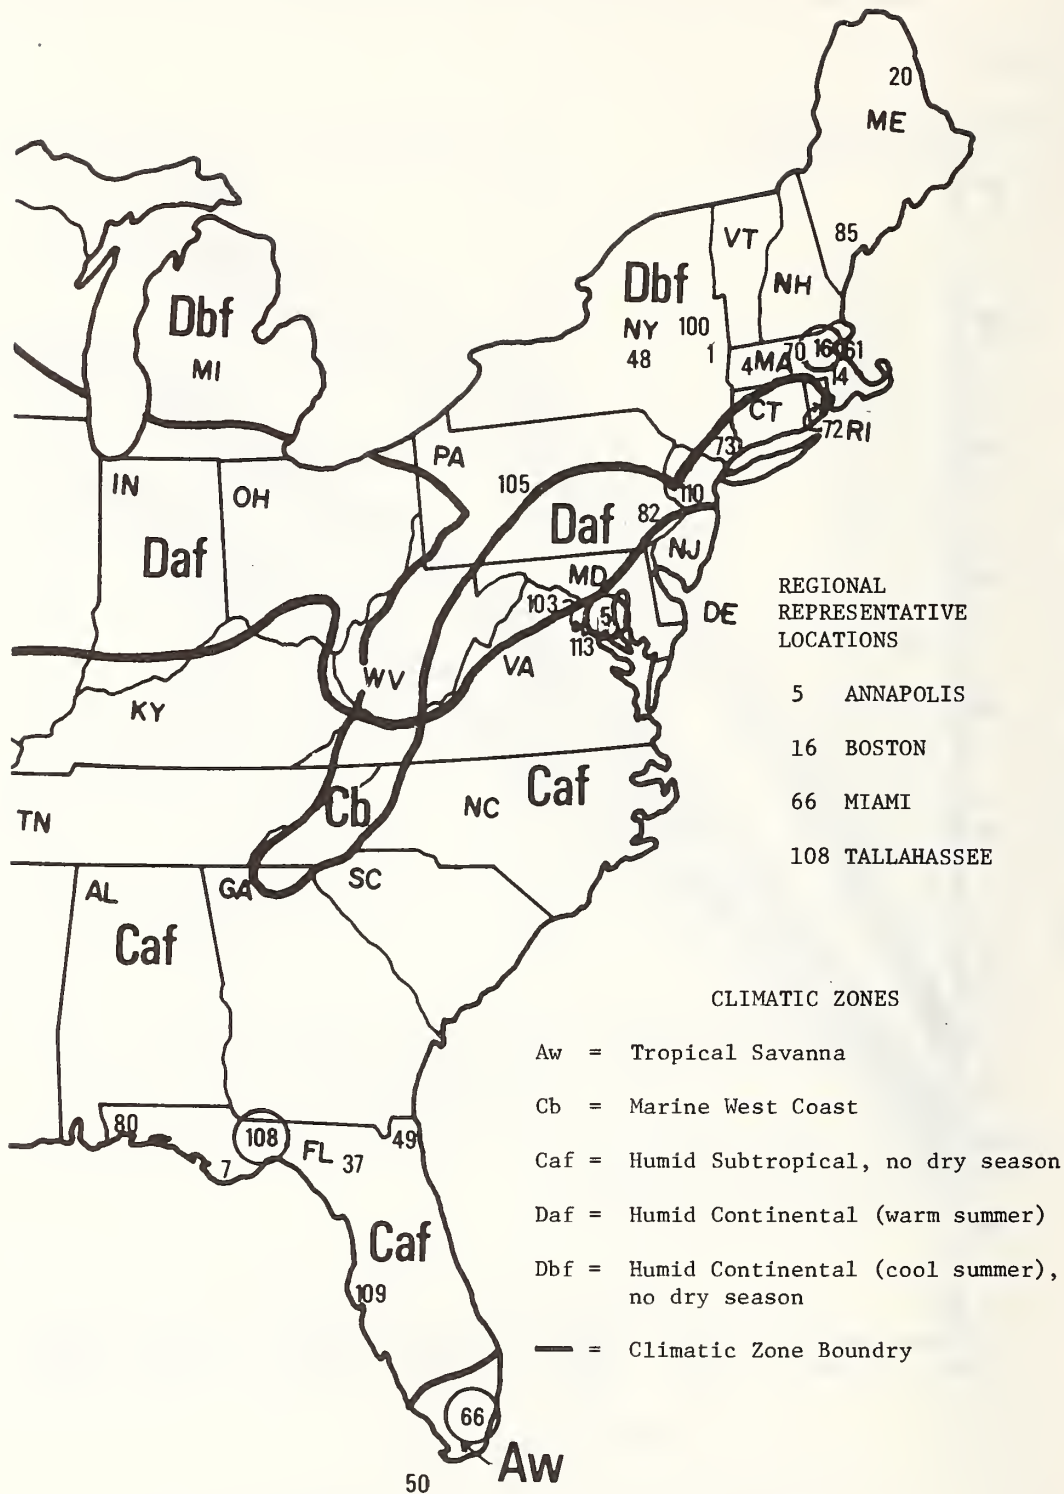 20
ME
85
VT
NH
Dbf
NY
100
48
1
Dbf
MI
70
16
61
4
MA
14
CT
72
RI
73
PA
105
110
IN
OH
Daf
82
Daf
NJ
MD
103
5
113
DE
VA
WV
KY
REGIONAL
REPRESENTATIVE
LOCATIONS
5 ANNAPOLIS
16 BOSTON
66 MIAMI
108 TALLAHASSEE
TN
Cb
NC
Caf
AL
GA
SC
Caf
CLIMATIC ZONES
Aw = Tropical Savanna
Cb = Marine West Coast
Caf = Humid Subtropical, no dry season
Daf = Humid Continental (warm summer)
Dbf = Humid Continental (cool summer),
no dry season
= Climatic Zone Boundry
80
108
49
7
FL
37
Caf
109
66
Aw
50